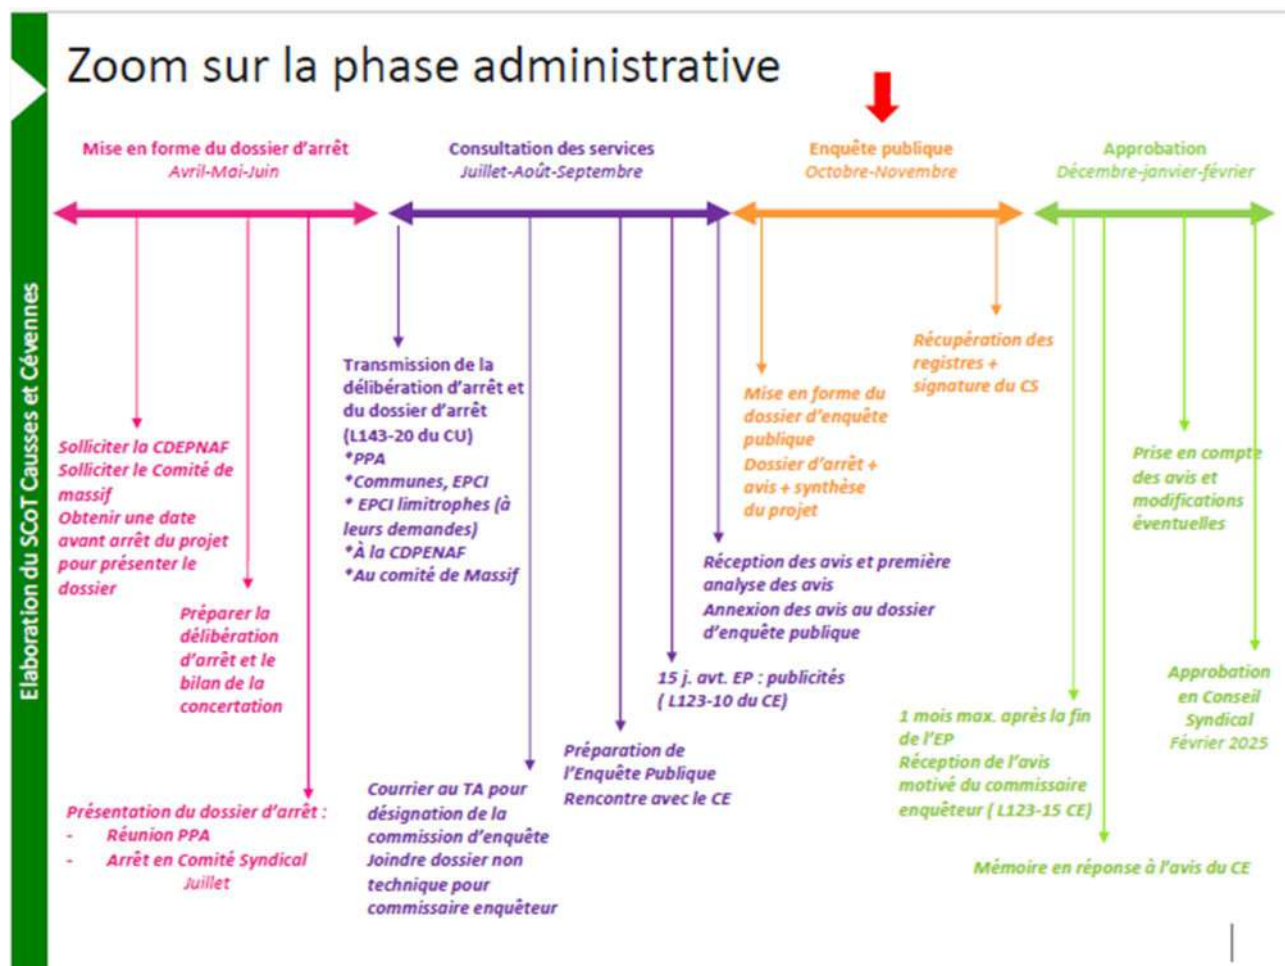 Zoom sur la phase administrative
Elaboration du SCoT Causses et Cévennes
Mise en forme du dossier d'arrêt
Avril-Mai-Juin
Consultation des services
Juillet-Août-Septembre
Enquête publique
Octobre-Novembre
Approbation
Décembre-janvier-février
Solliciter la CDEPNAF
Solliciter le Comité de
massif
Obtenir une date
avant arrêt du projet
pour présenter le
dossier
Préparer la
délibération
d'arrêt et le
bilan de la
concertation
Présentation du dossier d'arrêt :
- Réunion PPA
- Arrêt en Comité Syndical
Juillet
Transmission de la
délibération d'arrêt et
du dossier d'arrêt
(L143-20 du CU)
*PPA
*Communes, EPCI
* EPCI limitrophes (à
leurs demandes)
*À la CDPENAF
*Au comité de Massif
Courrier au TA pour
désignation de la
commission d'enquête
Joindre dossier non
technique pour
commissaire enquêteur
Préparation de
l'Enquête Publique
Rencontre avec le CE
15 j. avt. EP : publicités
( L123-10 du CE)
Réception des avis et première
analyse des avis
Annexion des avis au dossier
d'enquête publique
Mise en forme du
dossier d'enquête
publique
Dossier d'arrêt +
avis + synthèse
du projet
Récupération des
registres +
signature du CS
1 mois max. après la fin
de l'EP
Réception de l'avis
motivé du commissaire
enquêteur ( L123-15 CE)
Mémoire en réponse à l'avis du CE
Prise en compte
des avis et
modifications
éventuelles
Approbation
en Conseil
Syndical
Février 2025